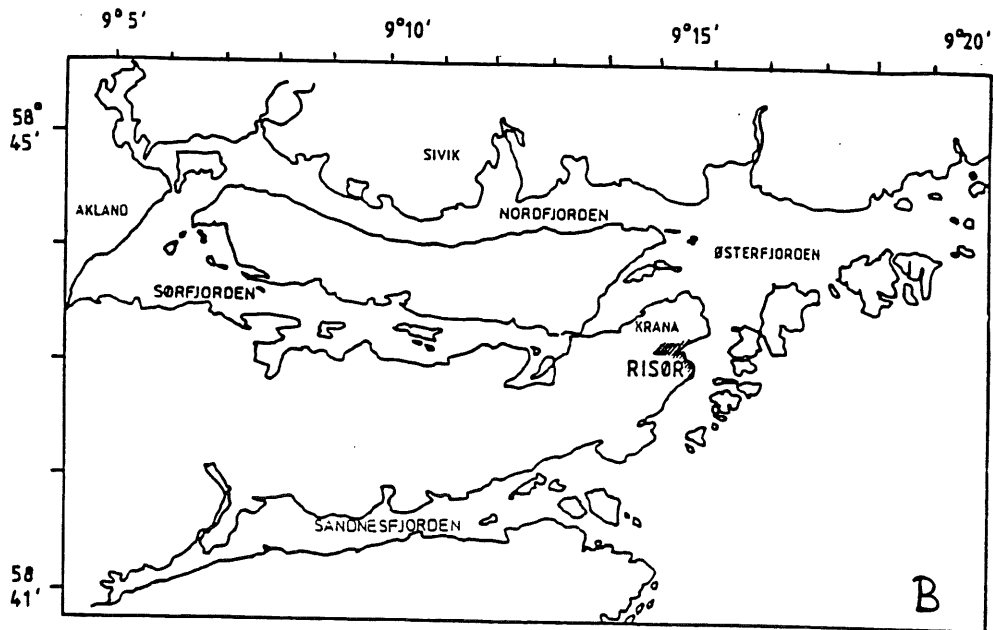 9° 5′
9° 10′
9° 15′
9° 20′
58°
45′
SIVIK
AKLAND
NORDFJORDEN
ØSTERFJORDEN
SØRFJORDEN
KRANA
RISØR
SANDNESFJORDEN
58
41′
B